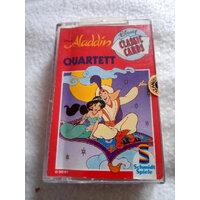 Aladdin
Disney
CLASSIC
CARDS
QUARTETT
S
Schmidt
Spiele